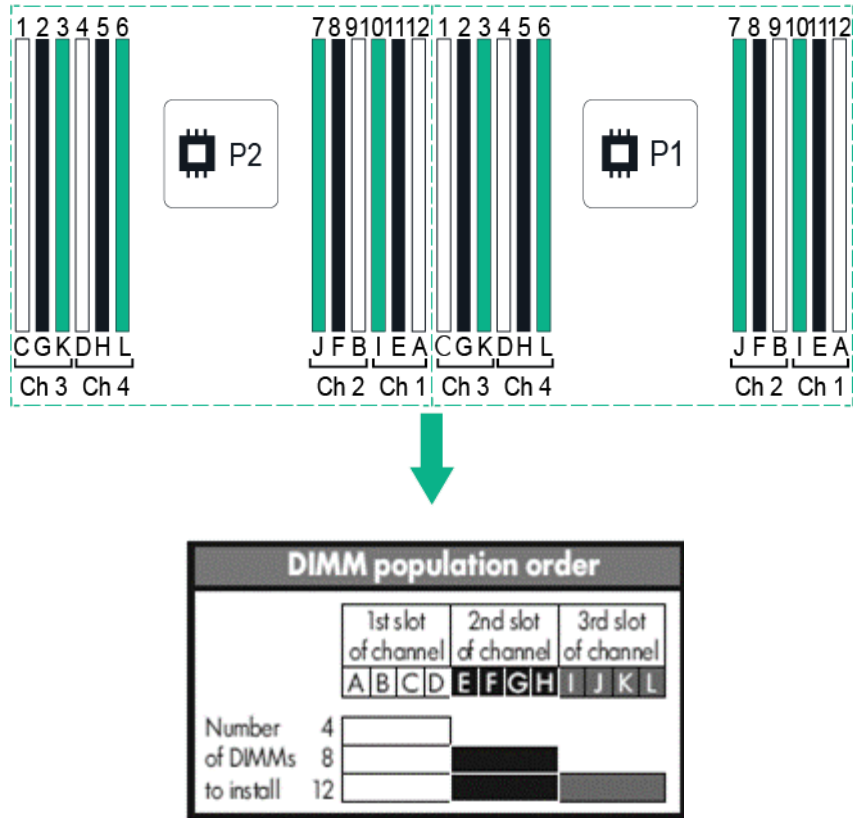 1 2 3 4 5 6 7 8 9 10 11 12 1 2 3 4 5 6 7 8 9 10 11 12
P2 P1
C G K D H L J F B I E A C G K D H L J F B I E A
Ch 3 Ch 4 Ch 2 Ch 1 Ch 3 Ch 4 Ch 2 Ch 1
DIMM population order
1st slot 2nd slot 3rd slot
of channel of channel of channel
A B C D E F G H I J K L
Number 4
of DIMMs 8
to install 12